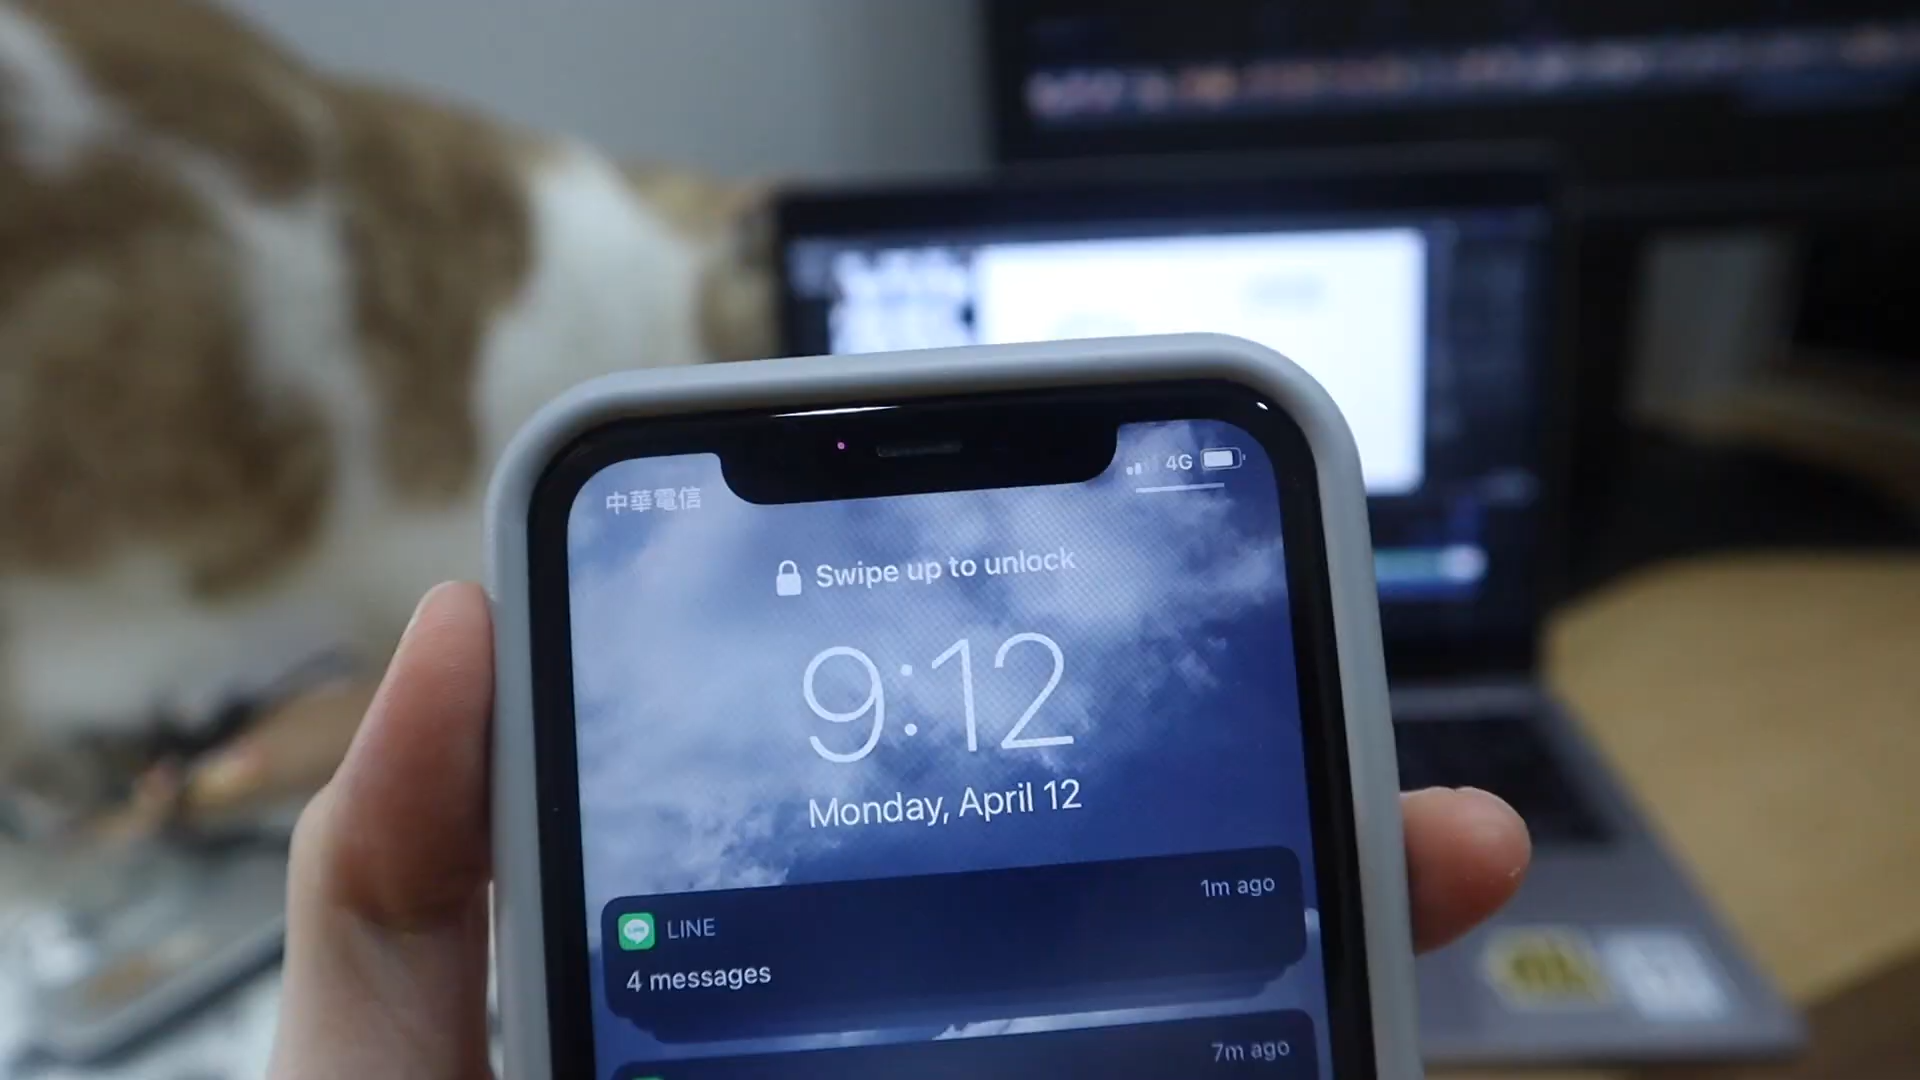 中華電信
4G
Swipe up to unlock
9:12
Monday, April 12
LINE
1m ago
4 messages
7m ago